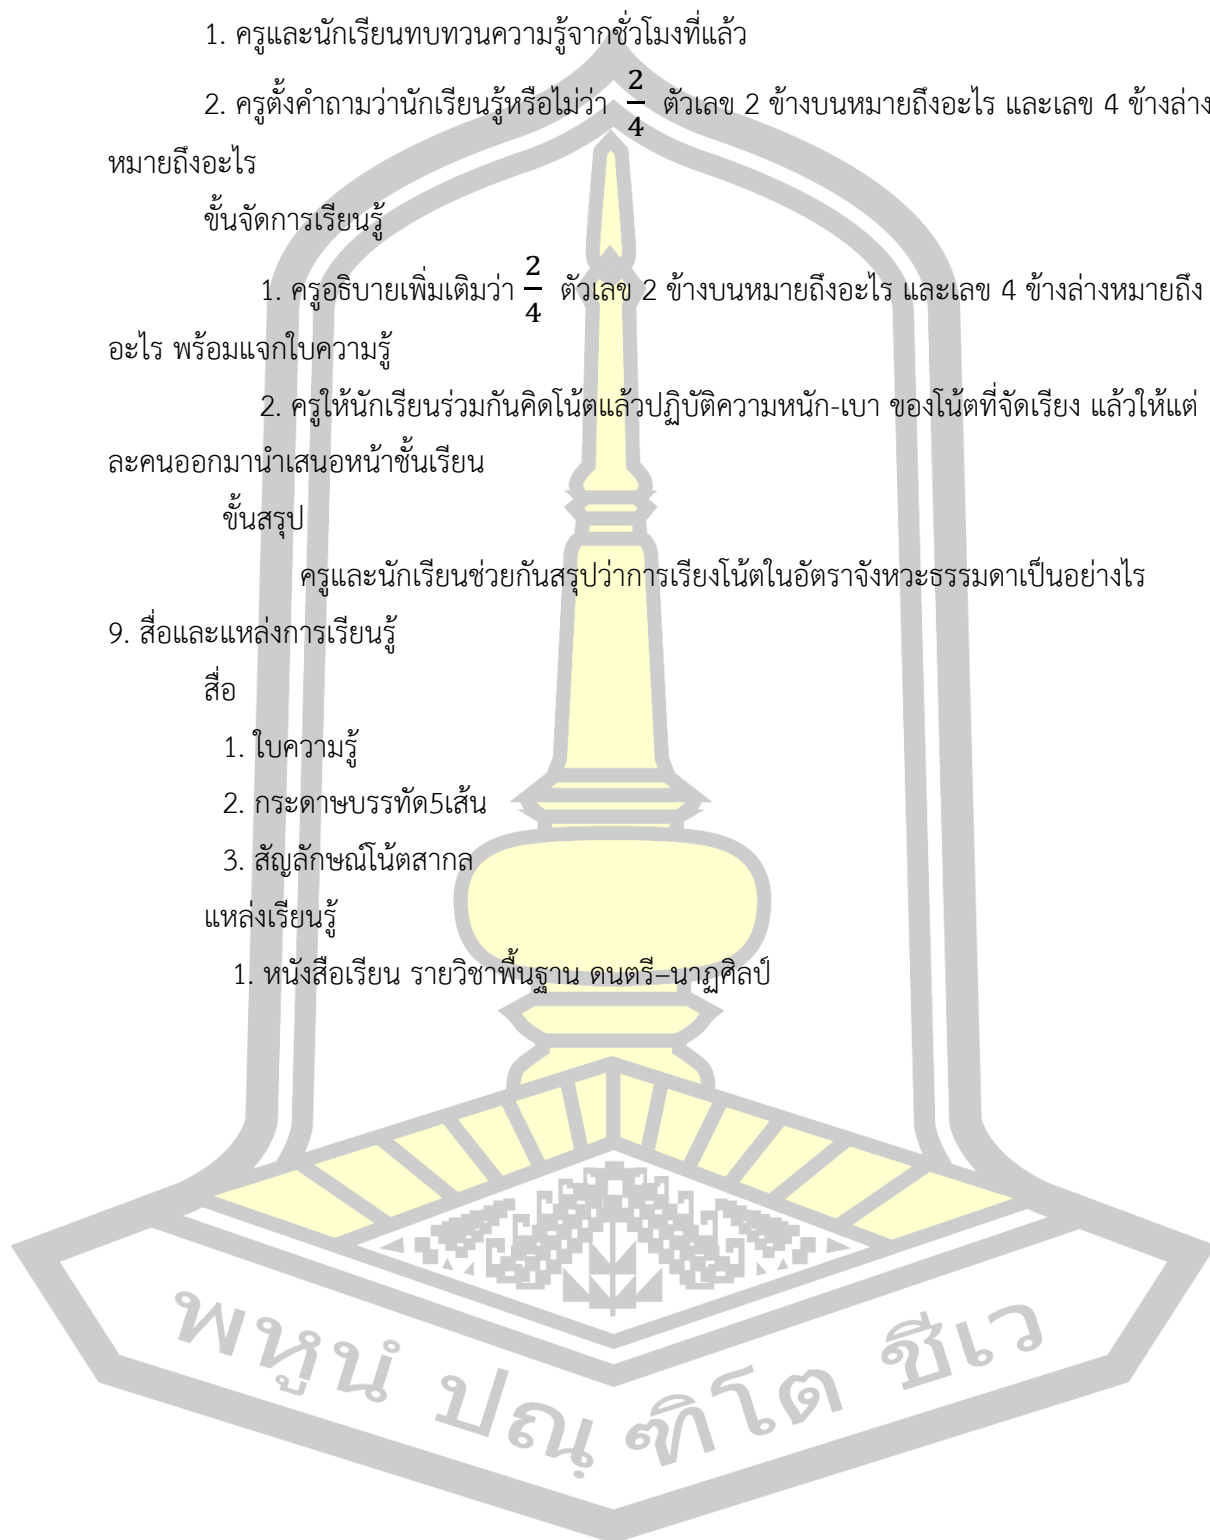 1. ครูและนักเรียนทบทวนความรู้จากชั่วโมงที่แล้ว
2. ครูตั้งคำถามว่านักเรียนรู้หรือไม่ว่า 2/4 ตัวเลข 2 ข้างบนหมายถึงอะไร และเลข 4 ข้างล่าง
หมายถึงอะไร
ขั้นจัดการเรียนรู้
1. ครูอธิบายเพิ่มเติมว่า 2/4 ตัวเลข 2 ข้างบนหมายถึงอะไร และเลข 4 ข้างล่างหมายถึง
อะไร พร้อมแจกใบความรู้
2. ครูให้นักเรียนร่วมกันคิดโน้ตแล้วปฏิบัติความหนัก-เบา ของโน้ตที่จัดเรียง แล้วให้แต่
ละคนออกมานำเสนอหน้าชั้นเรียน
ขั้นสรุป
ครูและนักเรียนช่วยกันสรุปว่าการเรียงโน้ตในอัตราจังหวะธรรมดาเป็นอย่างไร
9. สื่อและแหล่งการเรียนรู้
สื่อ
1. ใบความรู้
2. กระดาษบรรทัด5เส้น
3. สัญลักษณ์โน้ตสากล
แหล่งเรียนรู้
1. หนังสือเรียน รายวิชาพื้นฐาน ดนตรี–นาฏศิลป์
พหูนํ ปณฺฑิโต ชีเว